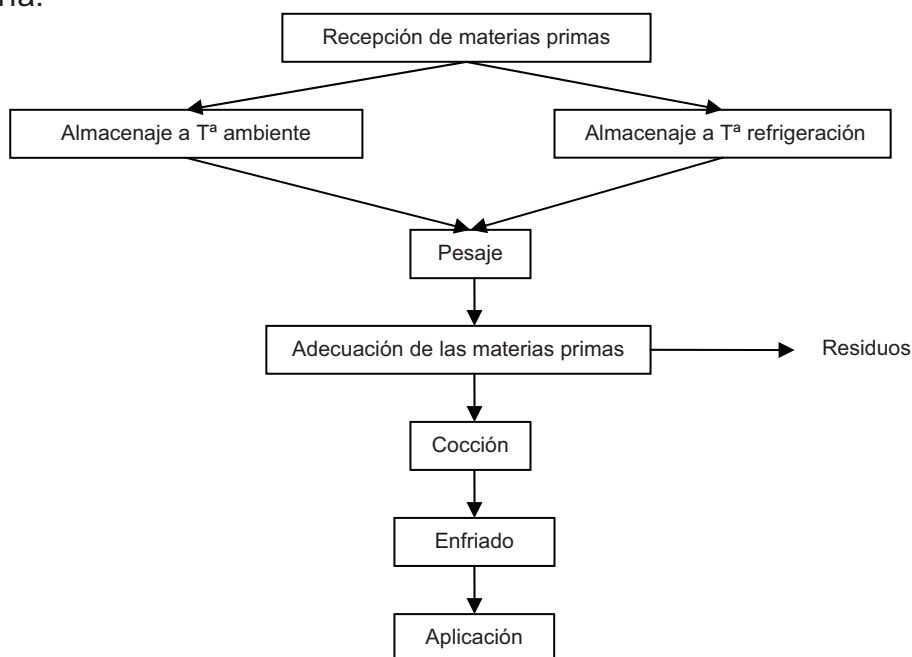 Recepción de materias primas
Almacenaje a Tª ambiente
Almacenaje a Tª refrigeración
Pesaje
Adecuación de las materias primas
Residuos
Cocción
Enfriado
Aplicación